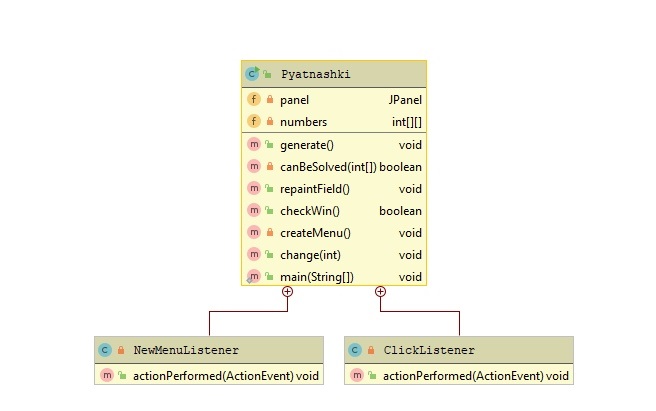 Pyatnashki
panel JPanel
numbers int[][]
generate() void
canBeSolved(int[]) boolean
repaintField() void
checkWin() boolean
createMenu() void
change(int) void
main(String[]) void
NewMenuListener
actionPerformed(ActionEvent) void
ClickListener
actionPerformed(ActionEvent) void